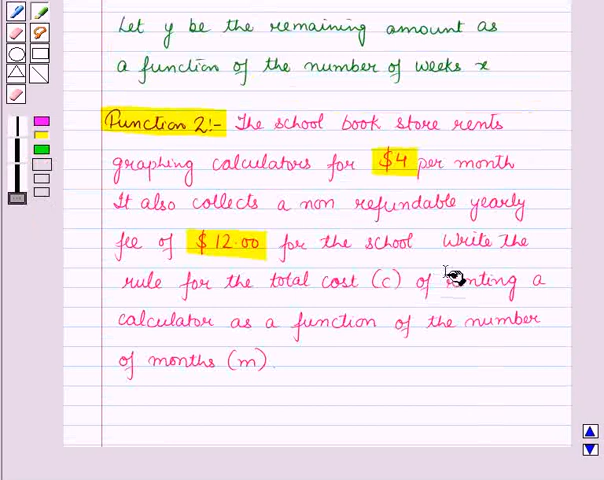 Let y be the remaining amount as
a function of the number of weeks x
Function 2:- The school book store rents
graphing calculators for $4 per month
It also collects a non refundable yearly
fee of $12.00 for the school Write the
rule for the total cost (c) of renting a
calculator as a function of the number
of months (m).